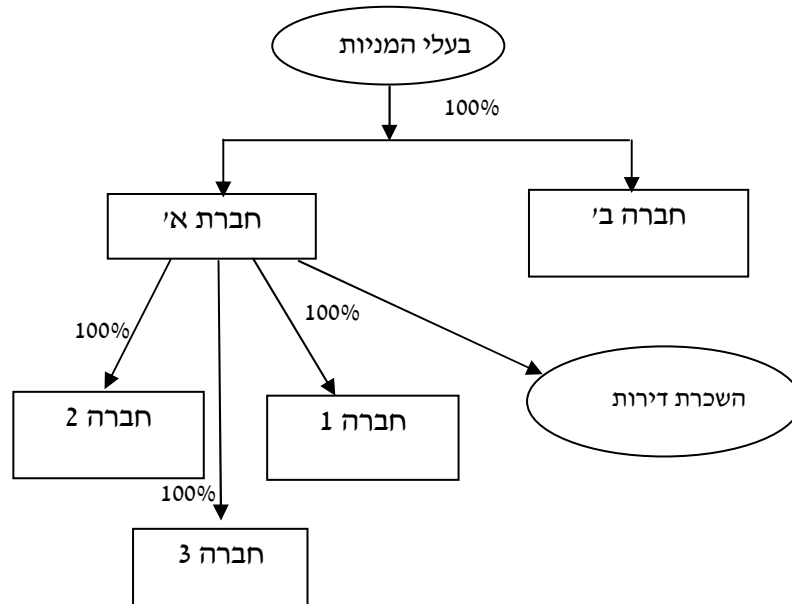 בעלי המניות
100%
חברת א'
חברה ב'
100%
100%
השכרת דירות
חברה 2
חברה 1
100%
חברה 3